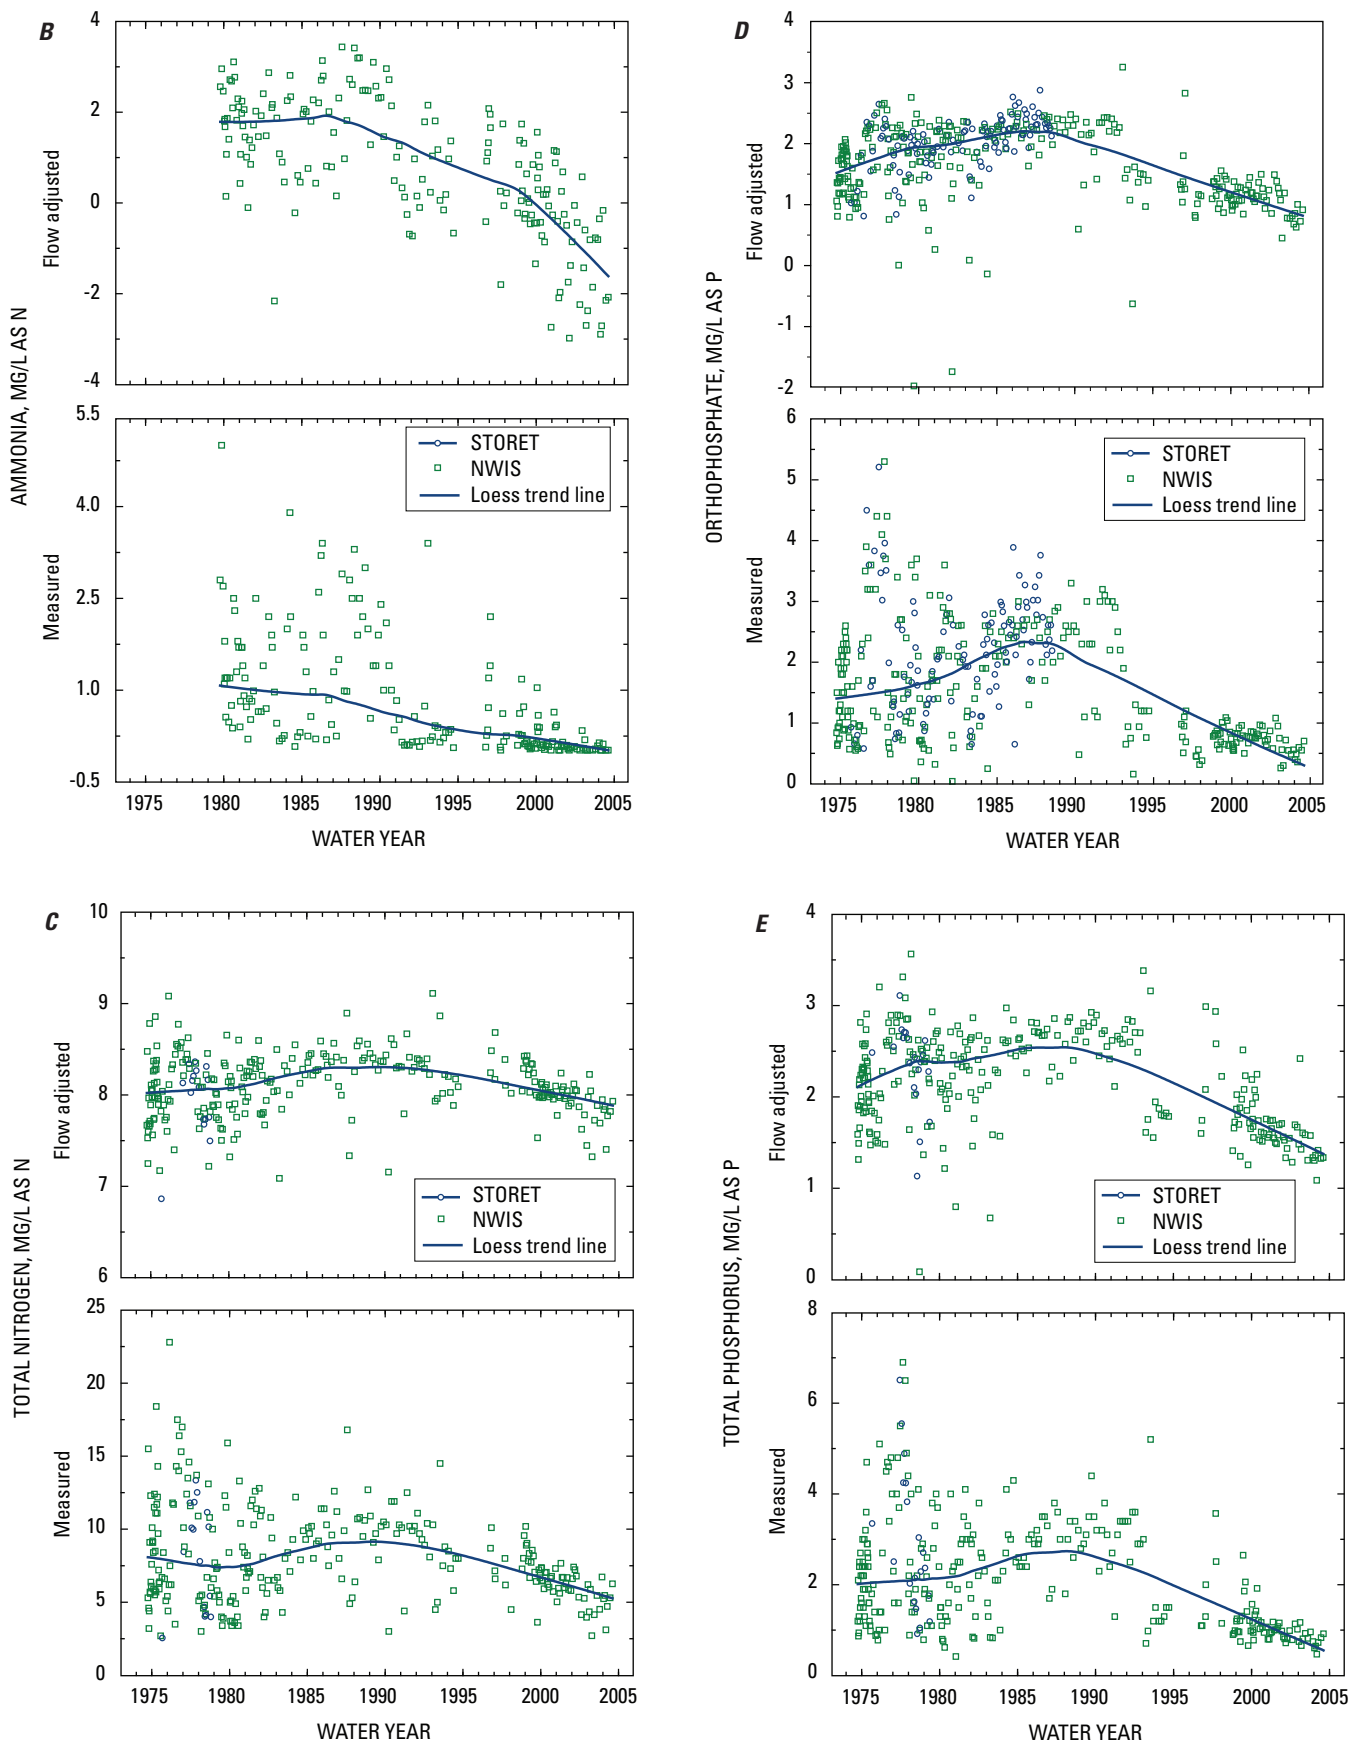 B
4
2
0
-2
-4
Flow adjusted
AMMONIA, MG/L AS N
5.5
4.0
2.5
1.0
-0.5
Measured
STORET
NWIS
Loess trend line
1975 1980 1985 1990 1995 2000 2005
WATER YEAR
D
4
3
2
1
0
-1
-2
Flow adjusted
ORTHOPHOSPHATE, MG/L AS P
6
5
4
3
2
1
0
Measured
STORET
NWIS
Loess trend line
1975 1980 1985 1990 1995 2000 2005
WATER YEAR
C
10
9
8
7
6
Flow adjusted
TOTAL NITROGEN, MG/L AS N
STORET
NWIS
Loess trend line
25
20
15
10
5
0
Measured
1975 1980 1985 1990 1995 2000 2005
WATER YEAR
E
4
3
2
1
0
Flow adjusted
TOTAL PHOSPHORUS, MG/L AS P
STORET
NWIS
Loess trend line
8
6
4
2
0
Measured
1975 1980 1985 1990 1995 2000 2005
WATER YEAR